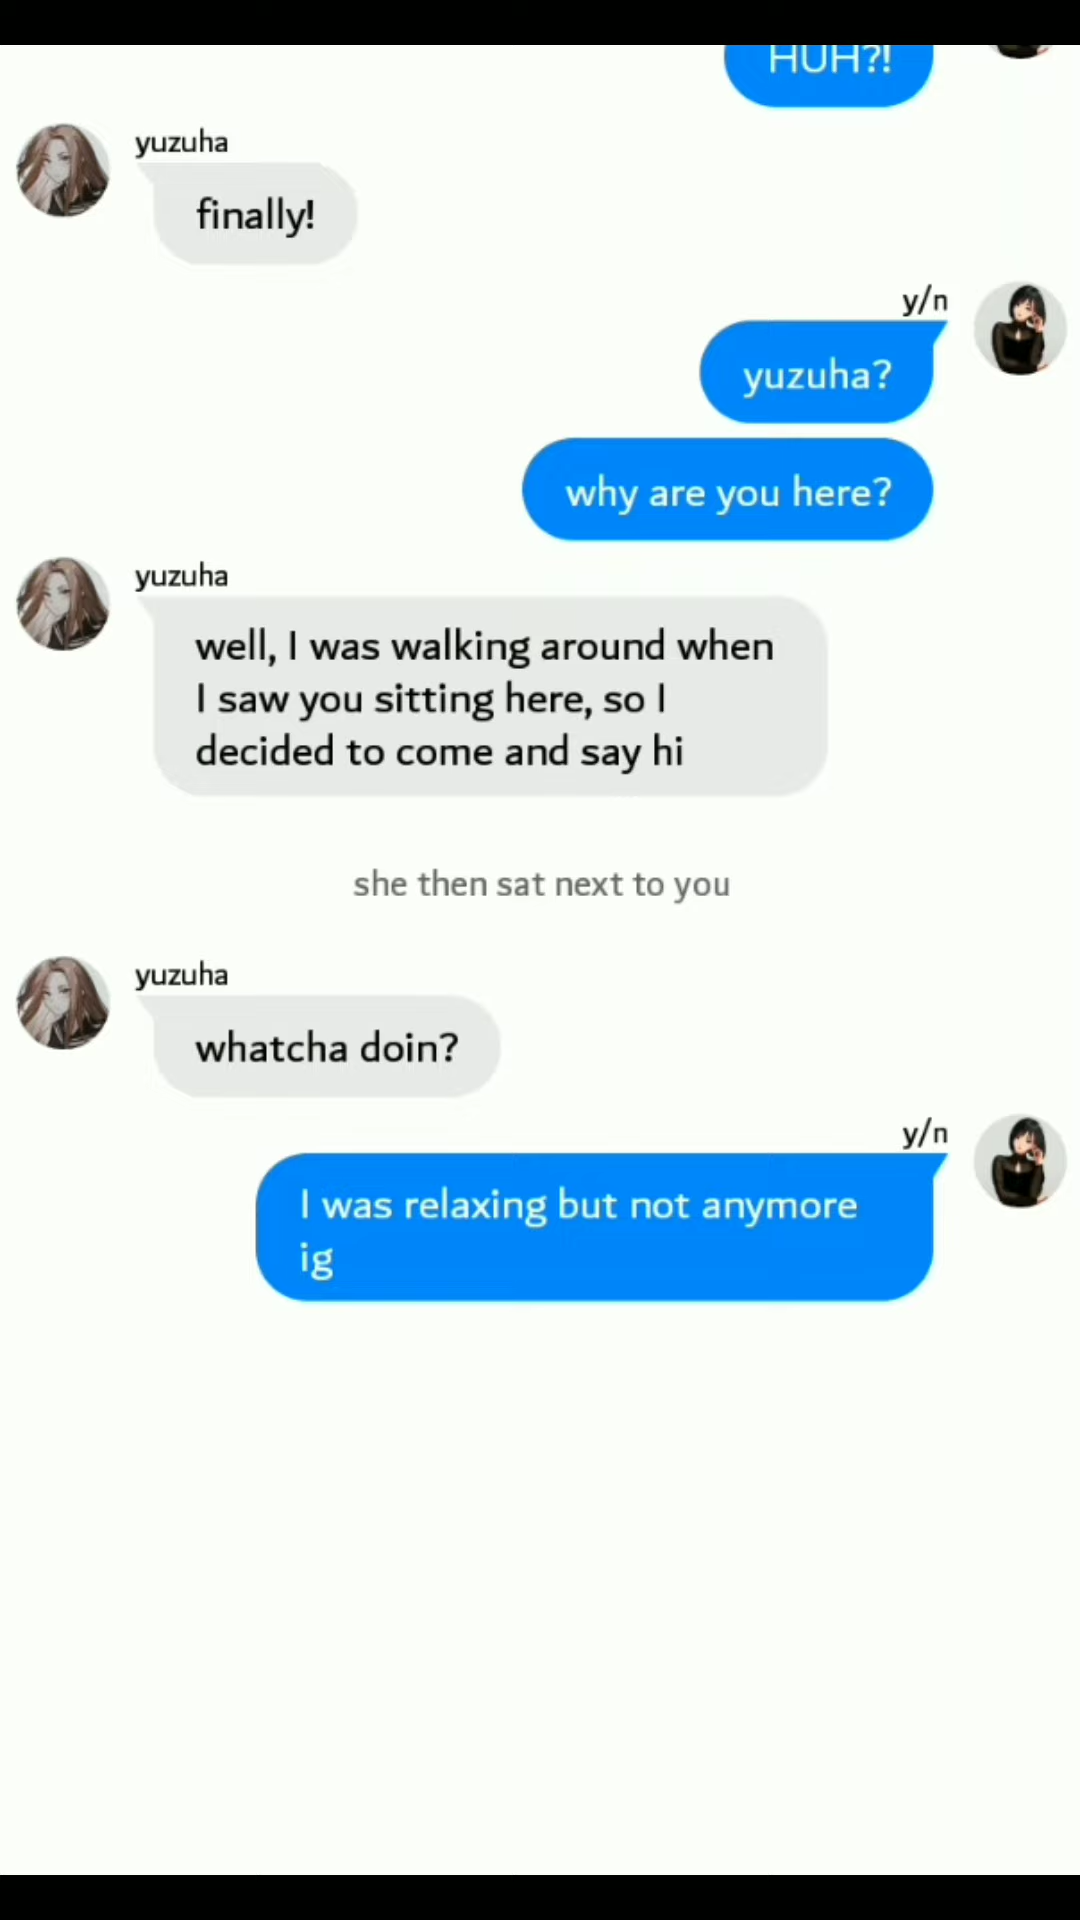 HUH?!
yuzuha
finally!
y/n
yuzuha?
why are you here?
yuzuha
well, I was walking around when
I saw you sitting here, so I
decided to come and say hi
she then sat next to you
yuzuha
whatcha doin?
y/n
I was relaxing but not anymore
ig